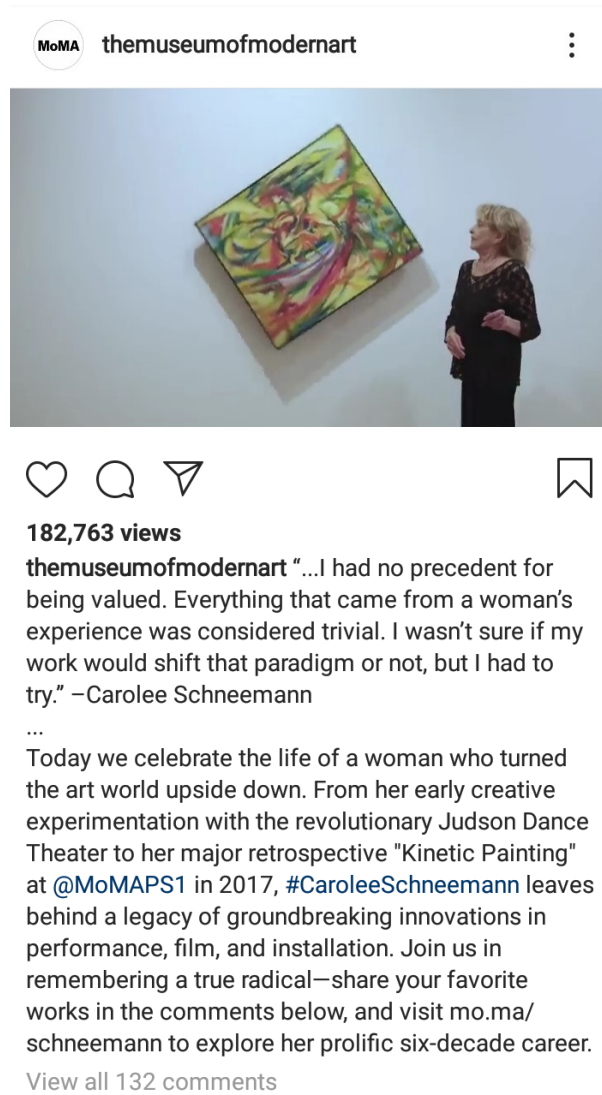 MoMA themuseumofmodernart
182,763 views
themuseumofmodernart “...I had no precedent for
being valued. Everything that came from a woman’s
experience was considered trivial. I wasn’t sure if my
work would shift that paradigm or not, but I had to
try.” –Carolee Schneemann
...
Today we celebrate the life of a woman who turned
the art world upside down. From her early creative
experimentation with the revolutionary Judson Dance
Theater to her major retrospective "Kinetic Painting"
at @MoMAPS1 in 2017, #CaroleeSchneemann leaves
behind a legacy of groundbreaking innovations in
performance, film, and installation. Join us in
remembering a true radical—share your favorite
works in the comments below, and visit mo.ma/
schneemann to explore her prolific six-decade career.
View all 132 comments